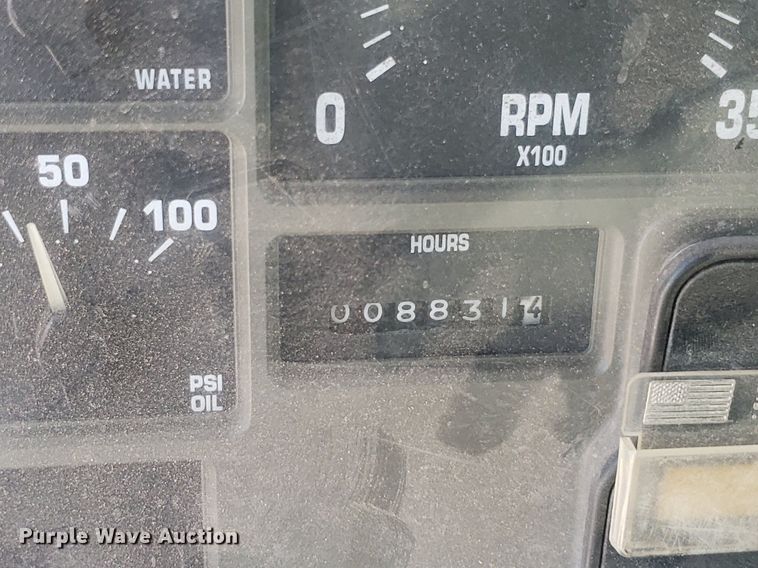 WATER
0
RPM
X100
35
50
100
HOURS
0088314
PSI
OIL
Purple Wave Auction